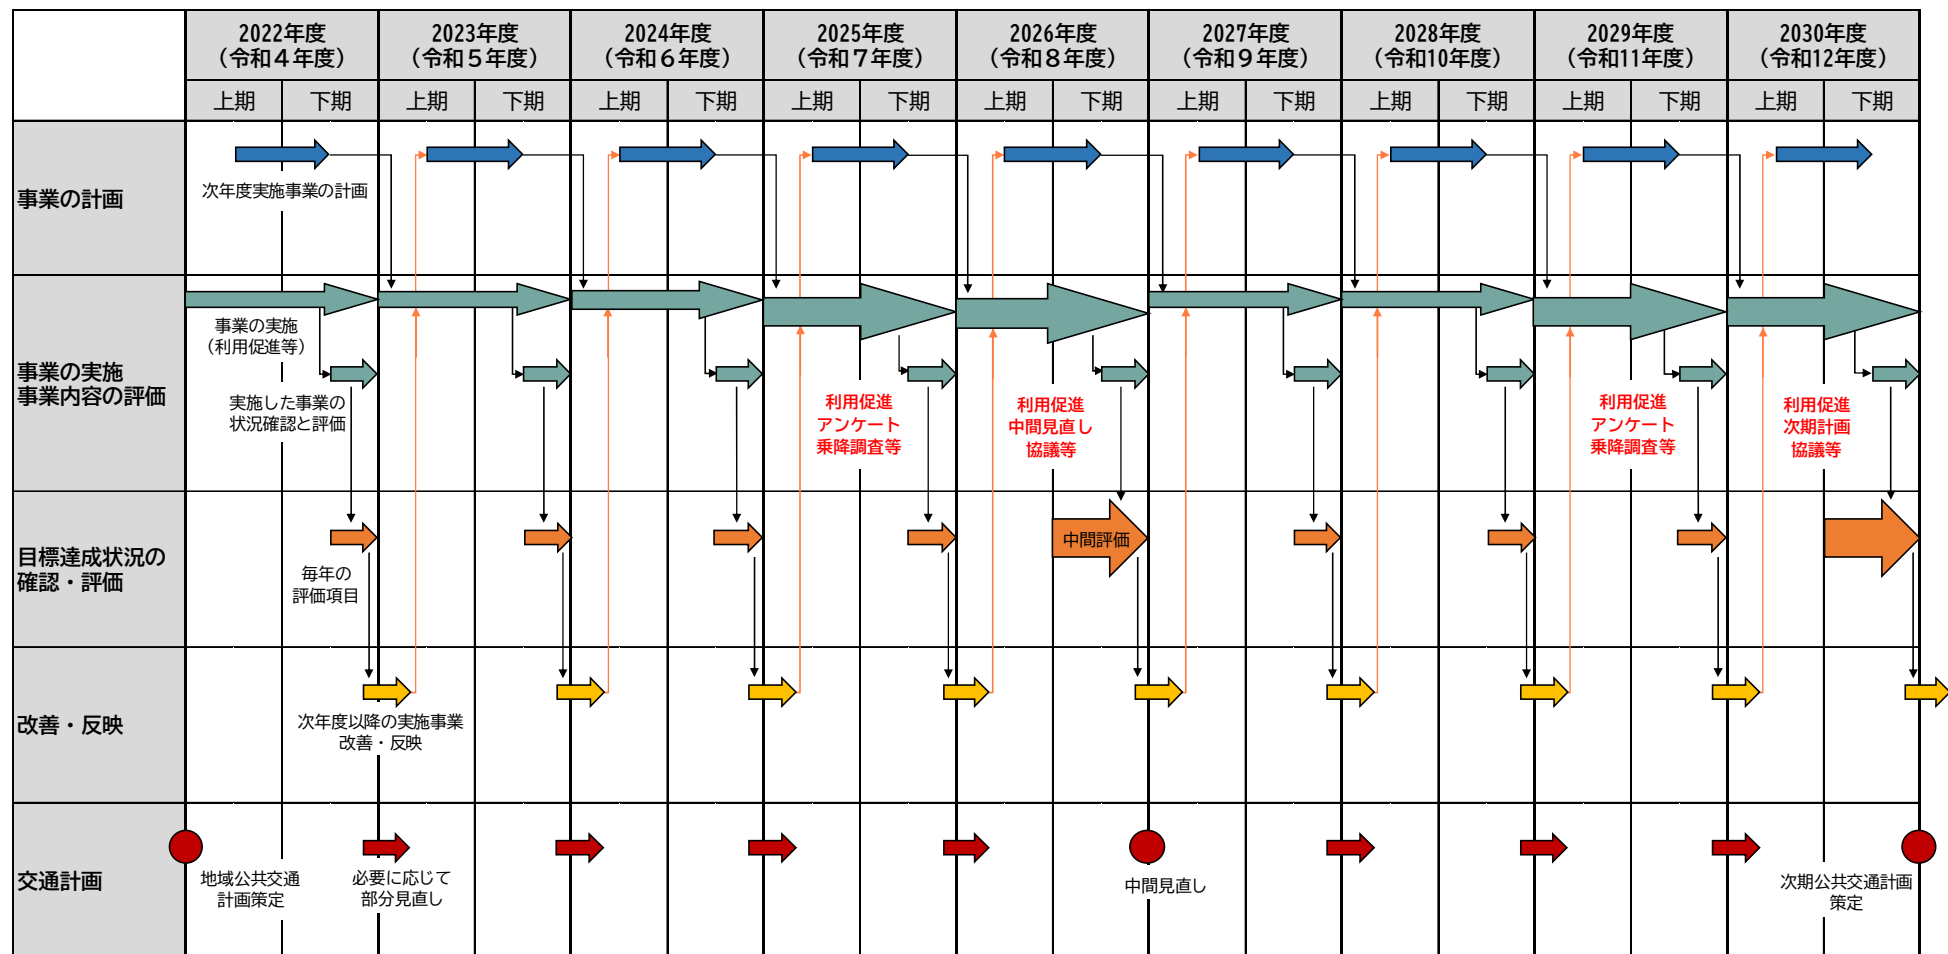 2022年度
（令和４年度）
2023年度
（令和５年度）
2024年度
（令和６年度）
2025年度
（令和７年度）
2026年度
（令和８年度）
2027年度
（令和９年度）
2028年度
（令和10年度）
2029年度
（令和11年度）
2030年度
（令和12年度）
上期 下期 上期 下期 上期 下期 上期 下期 上期 下期 上期 下期 上期 下期 上期 下期 上期 下期
事業の計画
次年度実施事業の計画
事業の実施
事業内容の評価
事業の実施
（利用促進等）
実施した事業の
状況確認と評価
利用促進
アンケート
乗降調査等
利用促進
中間見直し
協議等
利用促進
アンケート
乗降調査等
利用促進
次期計画
協議等
目標達成状況の
確認・評価
毎年の
評価項目
中間評価
改善・反映
次年度以降の実施事業
改善・反映
交通計画
地域公共交通
計画策定
必要に応じて
部分見直し
中間見直し
次期公共交通計画
策定